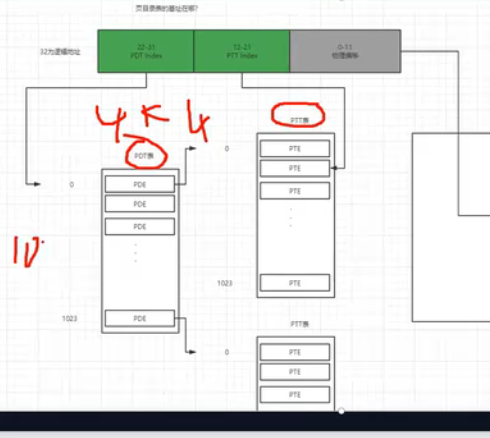 页目录表的基址在哪?
32为逻辑地址
22-31
PDT Index
12-21
PTT Index
0-11
物理偏移
4K 4
PDT表
PTT表
0
PTE
PTE
0
PDE
PTE
PDE
PDE
10
1023
PTE
1023
PDE
PTT表
0
PTE
PTE
PTE